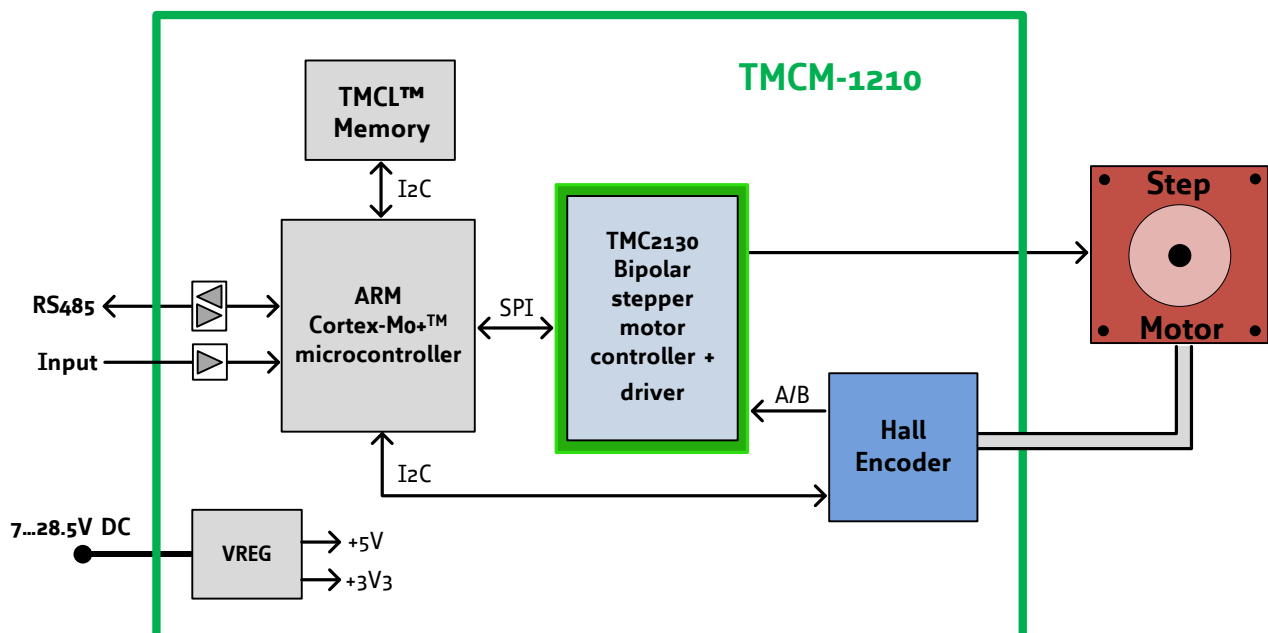 TMCM-1210
TMCL™
Memory
I2C
Step
Motor
TMC2130
Bipolar
stepper
motor
controller +
driver
RS485
Input
ARM
Cortex-M0+™
microcontroller
SPI
A/B
Hall
Encoder
I2C
7...28.5V DC
VREG
+5V
+3V3